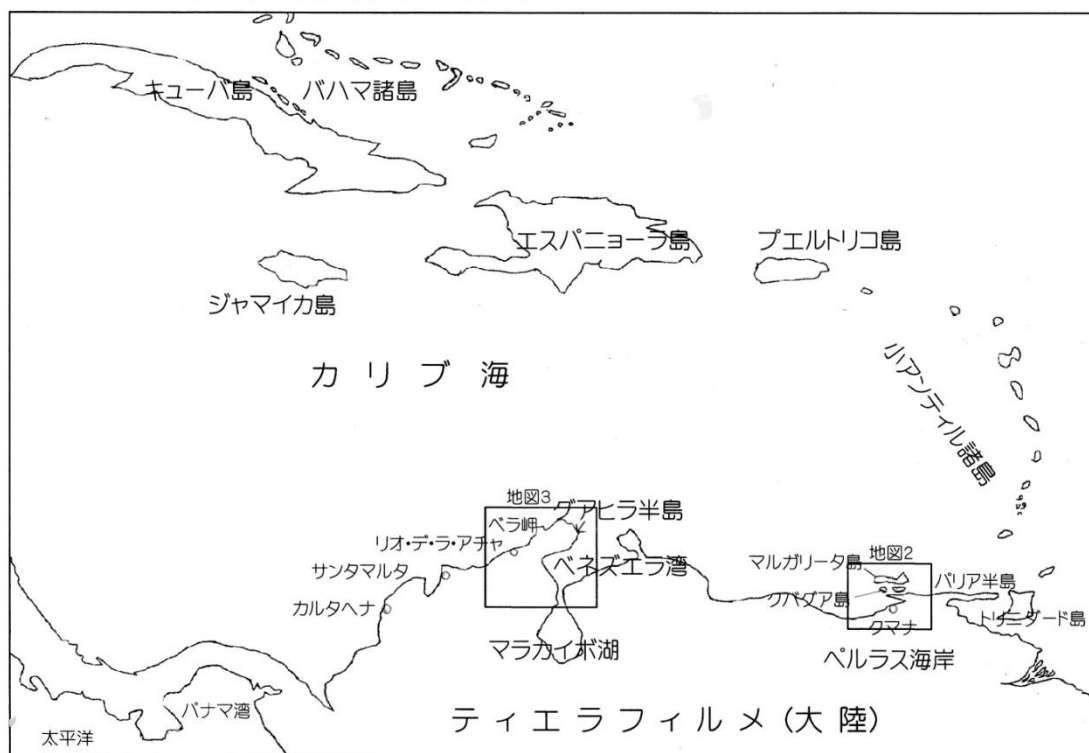 キューバ島
バハマ諸島
エスパニョーラ島
プエルトリコ島
ジャマイカ島
カリブ海
小アンティル諸島
地図3
グアヒラ半島
ベラ岬
リオ・デ・ラ・アチャ
ベネズエラ湾
サンタマルタ
カルタヘナ
マラカイボ湖
地図2
マルガリータ島
パリア半島
クバグア島
トリニダード島
クマナ
ペルラス海岸
パナマ湾
太平洋
ティエラフィルメ(大陸)